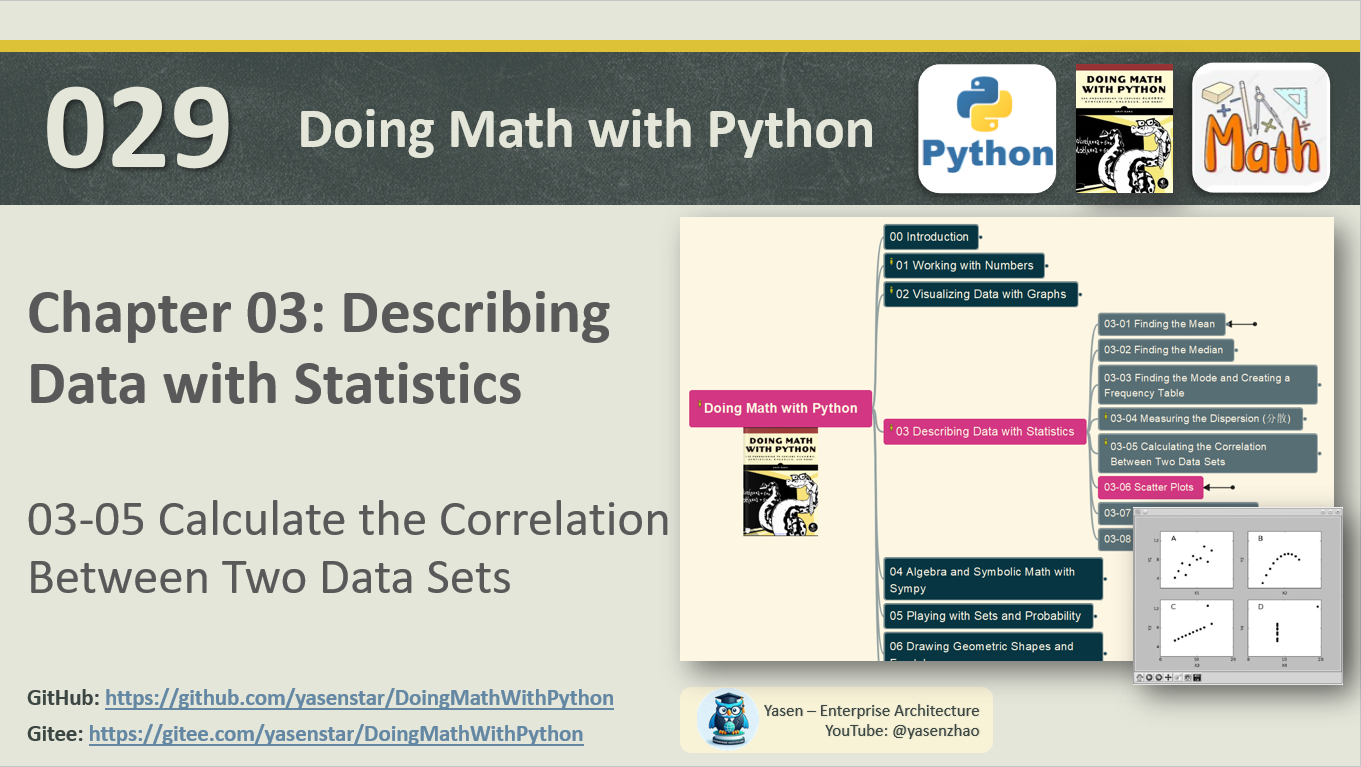 029
Doing Math with Python
Python
DOING MATH
WITH PYTHON
Math
Chapter 03: Describing
Data with Statistics
03-05 Calculate the Correlation
Between Two Data Sets
GitHub: https://github.com/yasenstar/DoingMathWithPython
Gitee: https://gitee.com/yasenstar/DoingMathWithPython
Doing Math with Python
DOING MATH
WITH PYTHON
00 Introduction
01 Working with Numbers
02 Visualizing Data with Graphs
03 Describing Data with Statistics
03-01 Finding the Mean
03-02 Finding the Median
03-03 Finding the Mode and Creating a
Frequency Table
03-04 Measuring the Dispersion (分散)
03-05 Calculating the Correlation
Between Two Data Sets
03-06 Scatter Plots
03-07
03-08
04 Algebra and Symbolic Math with
Sympy
05 Playing with Sets and Probability
06 Drawing Geometric Shapes and
A
B
C
D
Yasen – Enterprise Architecture
YouTube: @yasenzhao